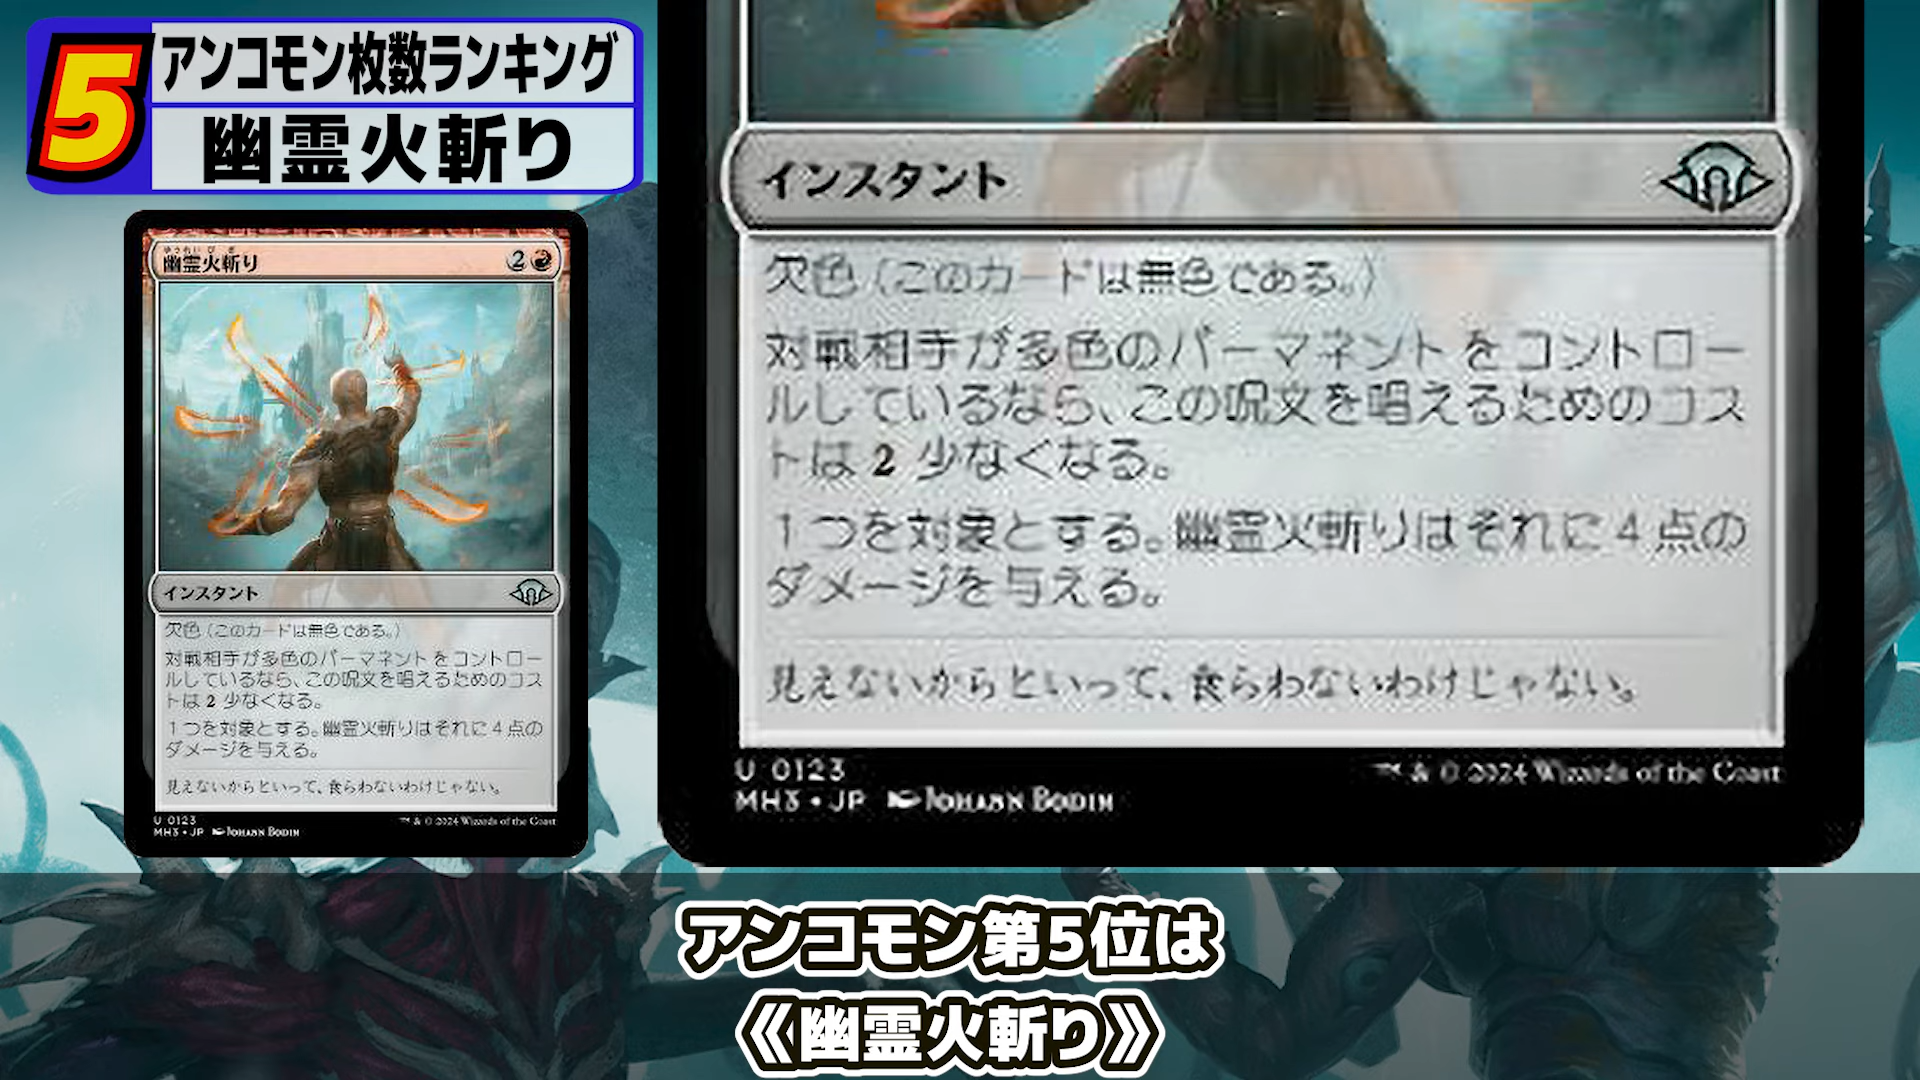 5
アンコモン枚数ランキング
幽霊火斬り
ゆうれいびぎ
幽霊火斬り
2
インスタント
欠色(このカードは無色である。)
対戦相手が多色のパーマネントをコントロー
ルしているなら、この呪文を唱えるためのコス
トは2少なくなる。
1つを対象とする。幽霊火斬りはそれに4点の
ダメージを与える。
見えないからといって、食らわないわけじゃない。
U 0123
MH3・JP Johann Bodin
™ & © 2024 Wizards of the Coast
インスタント
欠色(このカードは無色である。)
対戦相手が多色のパーマネントをコントロー
ルしているなら、この呪文を唱えるためのコス
トは2少なくなる。
1つを対象とする。幽霊火斬りはそれに4点の
ダメージを与える。
見えないからといって、食らわないわけじゃない。
U 0123
MH3・JP Johann Bodin
™ & © 2024 Wizards of the Coast
アンコモン第5位は
《幽霊火斬り》